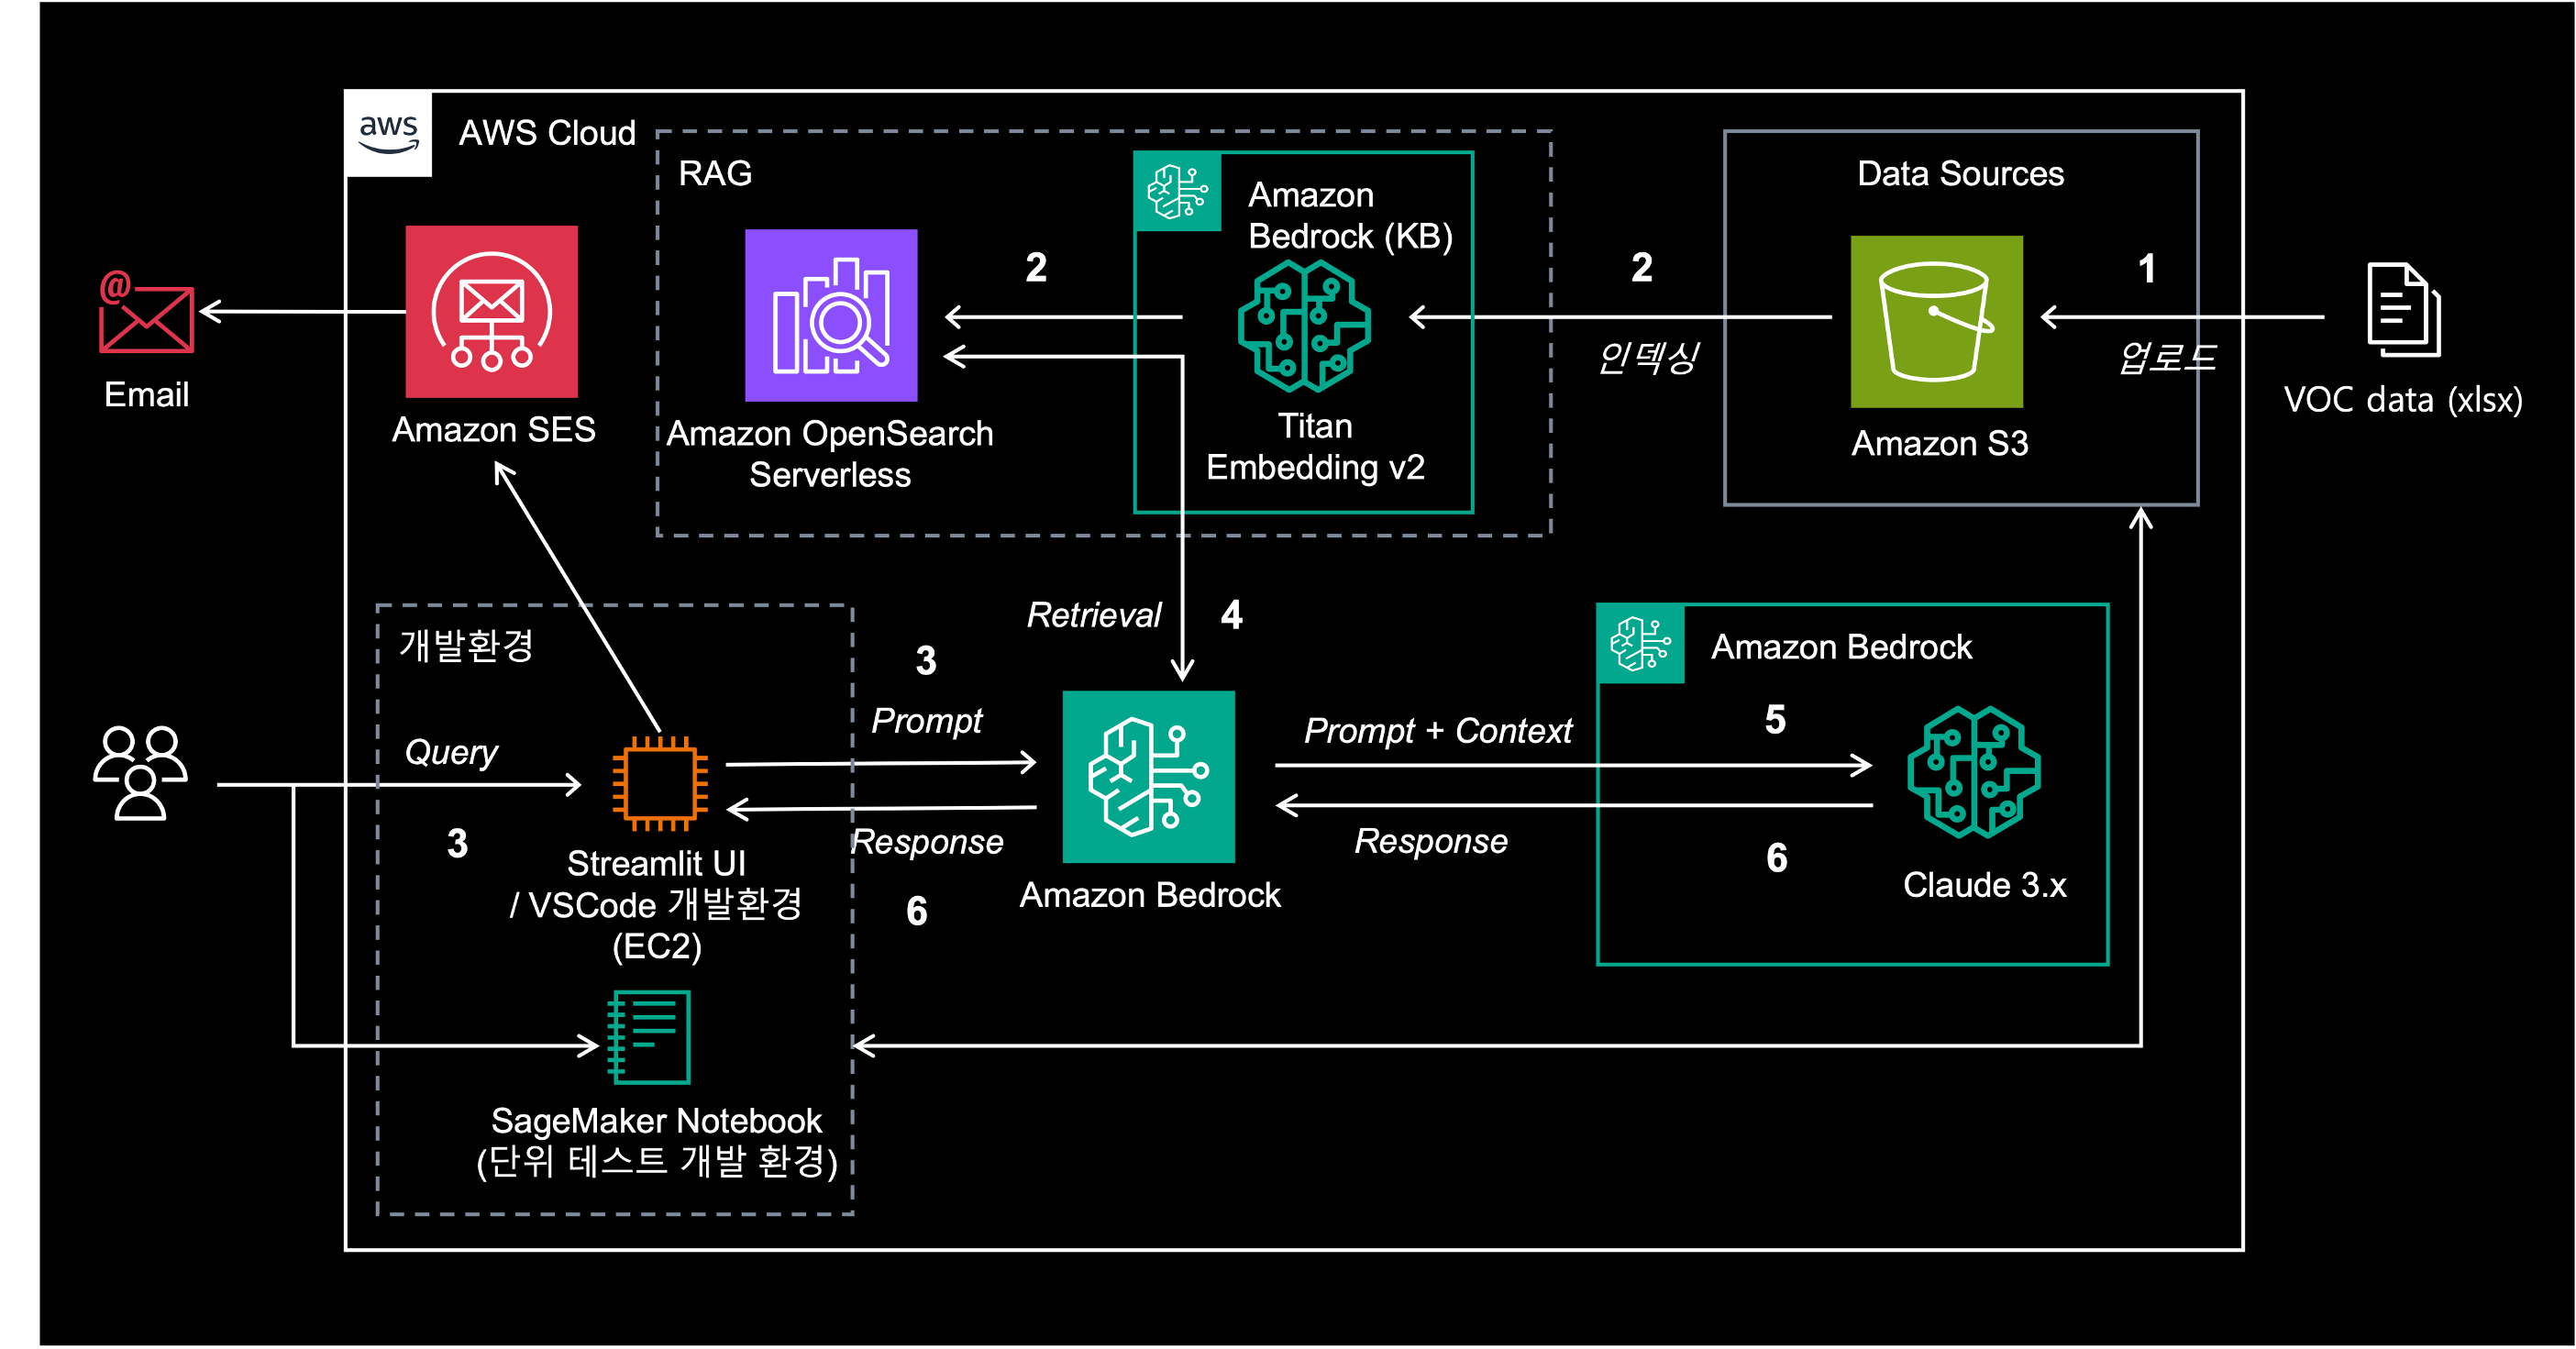 aws
AWS Cloud
RAG
Amazon
Bedrock (KB)
Data Sources
2
2
1
인덱싱
업로드
@
Email
Amazon SES
Amazon OpenSearch
Serverless
Titan
Embedding v2
Amazon S3
VOC data (xlsx)
개발환경
Retrieval
4
Amazon Bedrock
3
Prompt
Query
Prompt + Context
5
3
Response
Response
6
6
Streamlit UI
/ VSCode 개발환경
(EC2)
Amazon Bedrock
Claude 3.x
SageMaker Notebook
(단위 테스트 개발 환경)